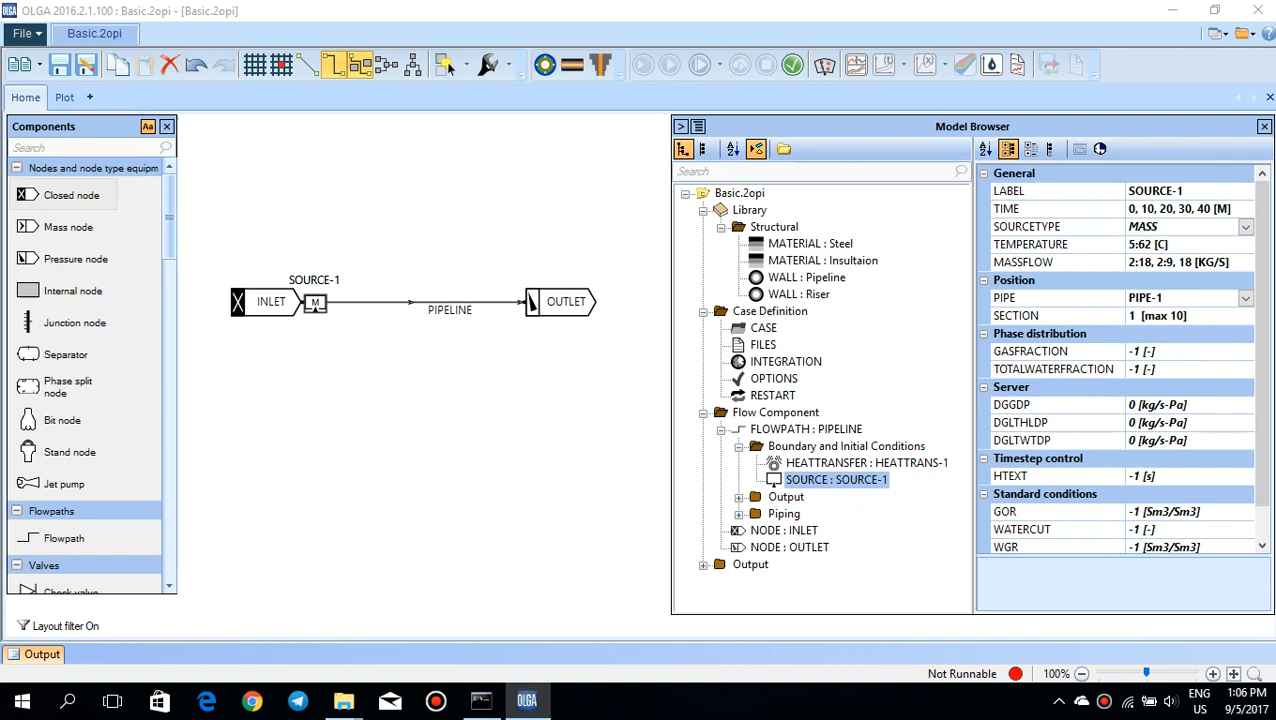 OLGA
OLGA 2016.2.1.100 : Basic.2opi - [Basic.2opi]
File
Basic.2opi
Home
Plot
Components
Aa
Search
Nodes and node type equipm
Closed node
Mass node
Pressure node
Internal node
Junction node
Separator
Phase split
node
Bit node
Stand node
Jet pump
Flowpaths
Flowpath
Valves
Check valve
SOURCE-1
INLET
M
PIPELINE
OUTLET
Model Browser
Search
Basic.2opi
Library
Structural
MATERIAL : Steel
MATERIAL : Insultaion
WALL : Pipeline
WALL : Riser
Case Definition
CASE
FILES
INTEGRATION
OPTIONS
RESTART
Flow Component
FLOWPATH : PIPELINE
Boundary and Initial Conditions
HEATTRANSFER : HEATTRANS-1
SOURCE : SOURCE-1
Output
Piping
NODE : INLET
NODE : OUTLET
Output
General
LABEL SOURCE-1
TIME 0, 10, 20, 30, 40 [M]
SOURCETYPE MASS
TEMPERATURE 5:62 [C]
MASSFLOW 2:18, 2:9, 18 [KG/S]
Position
PIPE PIPE-1
SECTION 1 [max 10]
Phase distribution
GASFRACTION -1 [-]
TOTALWATERFRACTION -1 [-]
Server
DGGDP 0 [kg/s-Pa]
DGLTHLDP 0 [kg/s-Pa]
DGLTWTDP 0 [kg/s-Pa]
Timestep control
HTEXT -1 [s]
Standard conditions
GOR -1 [Sm3/Sm3]
WATERCUT -1 [-]
WGR -1 [Sm3/Sm3]
Layout filter On
Output
Not Runnable
100%
OLGA
ENG
US
1:06 PM
9/5/2017